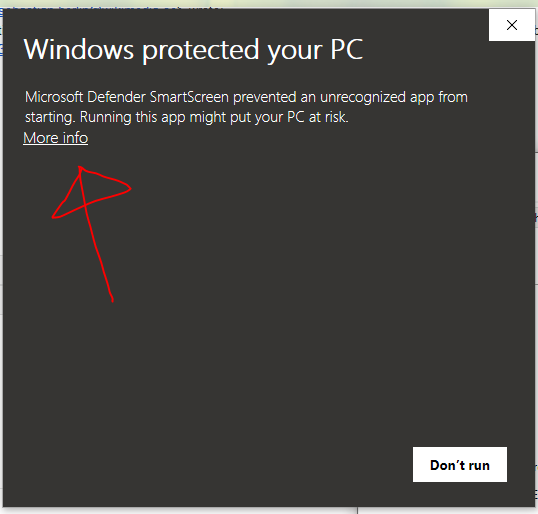 Windows protected your PC
Microsoft Defender SmartScreen prevented an unrecognized app from
starting. Running this app might put your PC at risk.
More info
Don't run